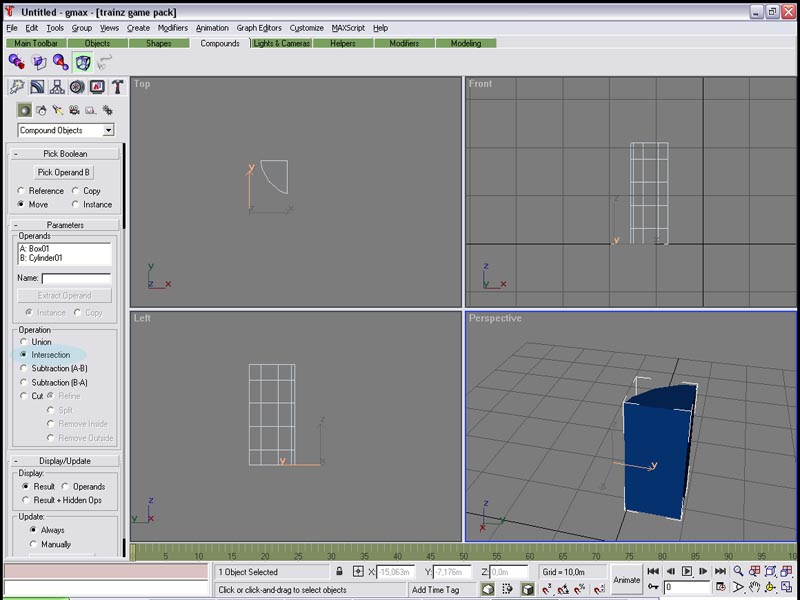 Untitled - gmax - [trainz game pack]
File Edit Tools Group Views Create Modifiers Animation Graph Editors Customize MAXScript Help
Main Toolbar Objects Shapes Compounds Lights & Cameras Helpers Modifiers Modeling
Compound Objects
- Pick Boolean
Pick Operand B
Reference Copy
Move Instance
- Parameters
Operands
A: Box01
B: Cylinder01
Name:
Extract Operand
Instance Copy
Operation
Union
Intersection
Subtraction (A-B)
Subtraction (B-A)
Cut Refine
Split
Remove Inside
Remove Outside
- Display/Update
Display:
Result Operands
Result + Hidden Ops
Update:
Always
Manually
Top
y
z x
y
z x
Front
z
y
z
z
y x
Left
z
y x
z
y x
Perspective
y
z
y
x
5 10 15 20 25 30 35 40 45 50 55 60 65 70 75 80 85 90 95
1 Object Selected
X: -15,063m Y: -7,176m Z: 0,0m
Grid = 10,0m
Click or click-and-drag to select objects
Add Time Tag
Animate
0